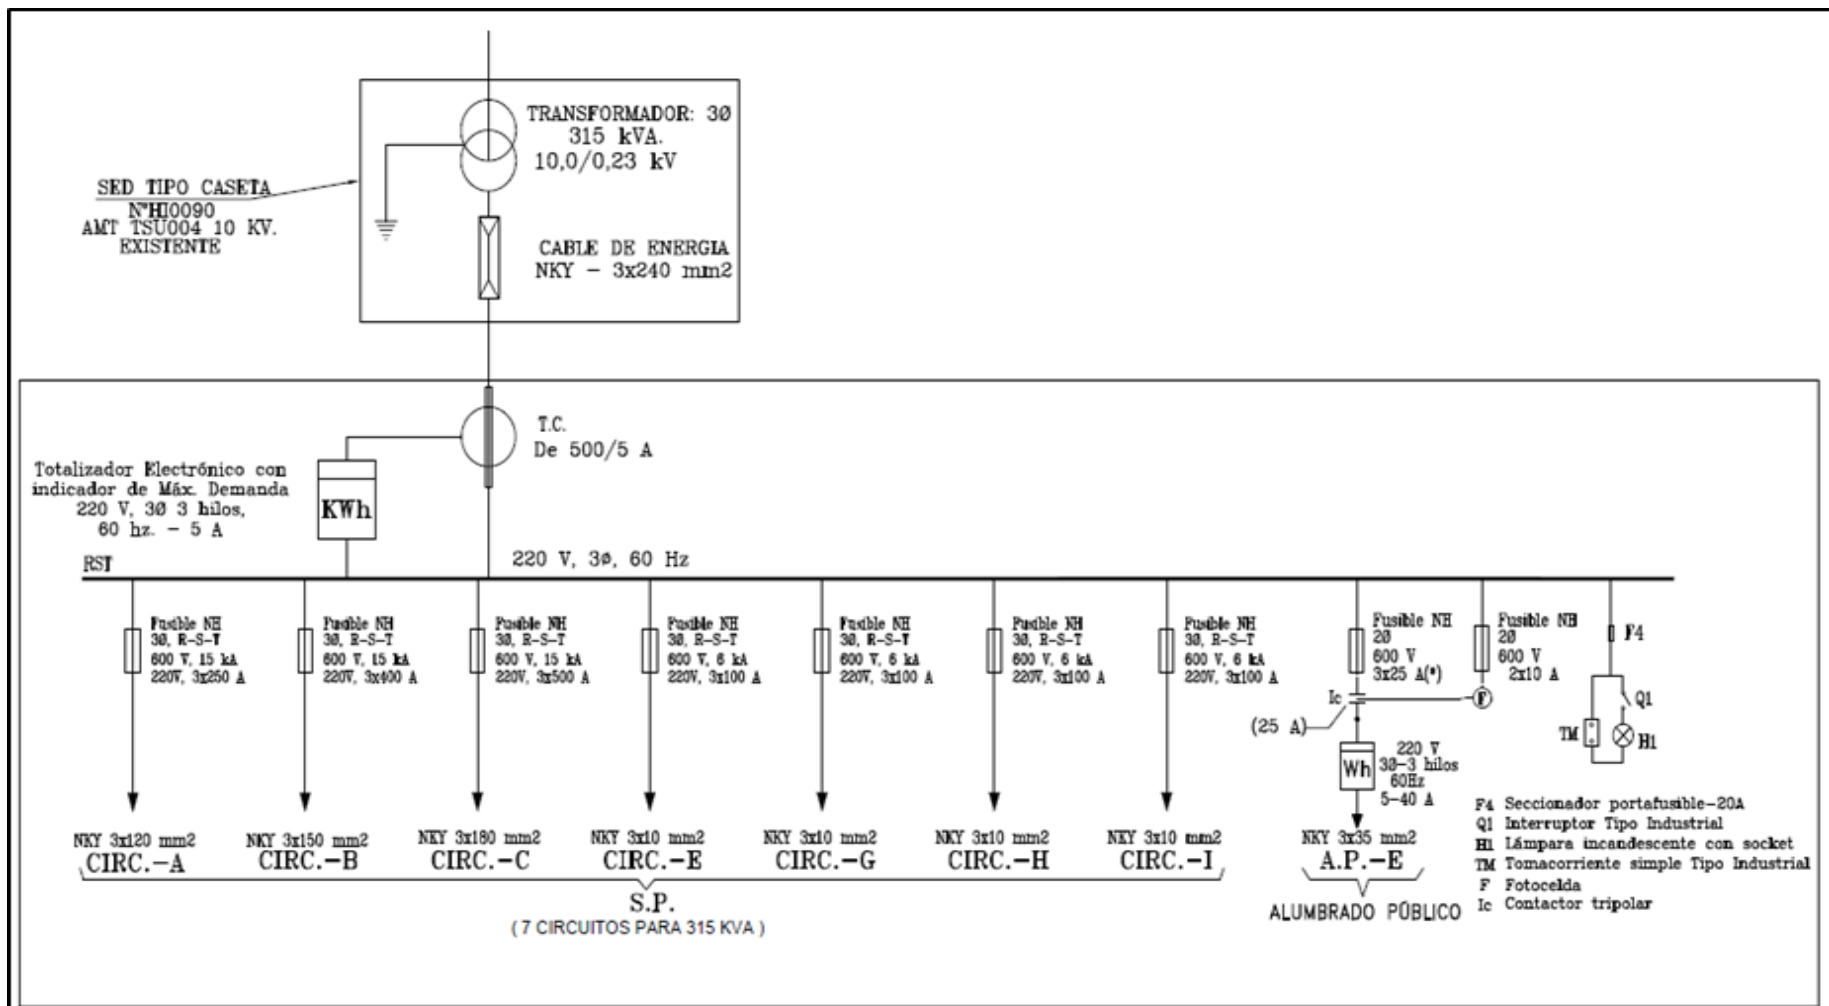 TRANSFORMADOR: 3Ø
315 kVA.
10,0/0,23 kV
SED TIPO CASETA
N°HI0090
AMT TSU004 10 KV.
EXISTENTE
CABLE DE ENERGIA
NKY - 3x240 mm2
T.C.
De 500/5 A
Totalizador Electrónico con
indicador de Máx. Demanda
220 V, 3Ø 3 hilos,
60 hz. - 5 A
KWh
RST
220 V, 3ø, 60 Hz
Fusible NH
3Ø, R-S-T
600 V, 15 kA
220V, 3x250 A
Fusible NH
3Ø, R-S-T
600 V, 15 kA
220V, 3x400 A
Fusible NH
3Ø, R-S-T
600 V, 15 kA
220V, 3x500 A
Fusible NH
3Ø, R-S-T
600 V, 6 kA
220V, 3x100 A
Fusible NH
3Ø, R-S-T
600 V, 6 kA
220V, 3x100 A
Fusible NH
3Ø, R-S-T
600 V, 6 kA
220V, 3x100 A
Fusible NH
3Ø, R-S-T
600 V, 6 kA
220V, 3x100 A
Fusible NH
2Ø
600 V
3x25 A(*)
Fusible NH
2Ø
600 V
2x10 A
F4
Ic
F
Q1
(25 A)
TM
H1
Wh
220 V
3Ø-3 hilos
60Hz
5-40 A
NKY 3x120 mm2
CIRC.-A
NKY 3x150 mm2
CIRC.-B
NKY 3x180 mm2
CIRC.-C
NKY 3x10 mm2
CIRC.-E
NKY 3x10 mm2
CIRC.-G
NKY 3x10 mm2
CIRC.-H
NKY 3x10 mm2
CIRC.-I
NKY 3x35 mm2
A.P.-E
S.P.
( 7 CIRCUITOS PARA 315 KVA )
ALUMBRADO PÚBLICO
F4 Seccionador portafusible-20A
Q1 Interruptor Tipo Industrial
H1 Lámpara incandescente con socket
TM Tomacorriente simple Tipo Industrial
F Fotocelda
Ic Contactor tripolar